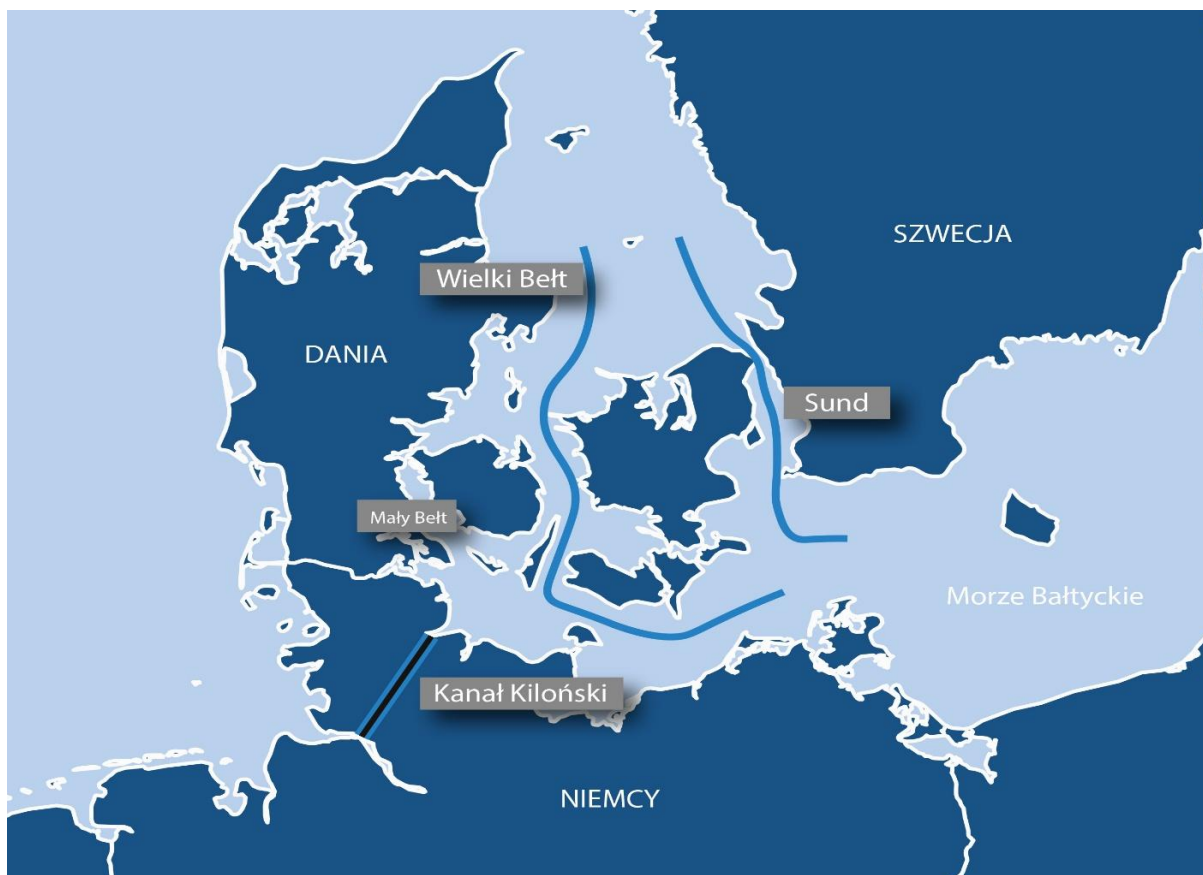 SZWECJA
Wielki Bełt
DANIA
Sund
Mały Bełt
Morze Bałtyckie
Kanał Kiloński
NIEMCY